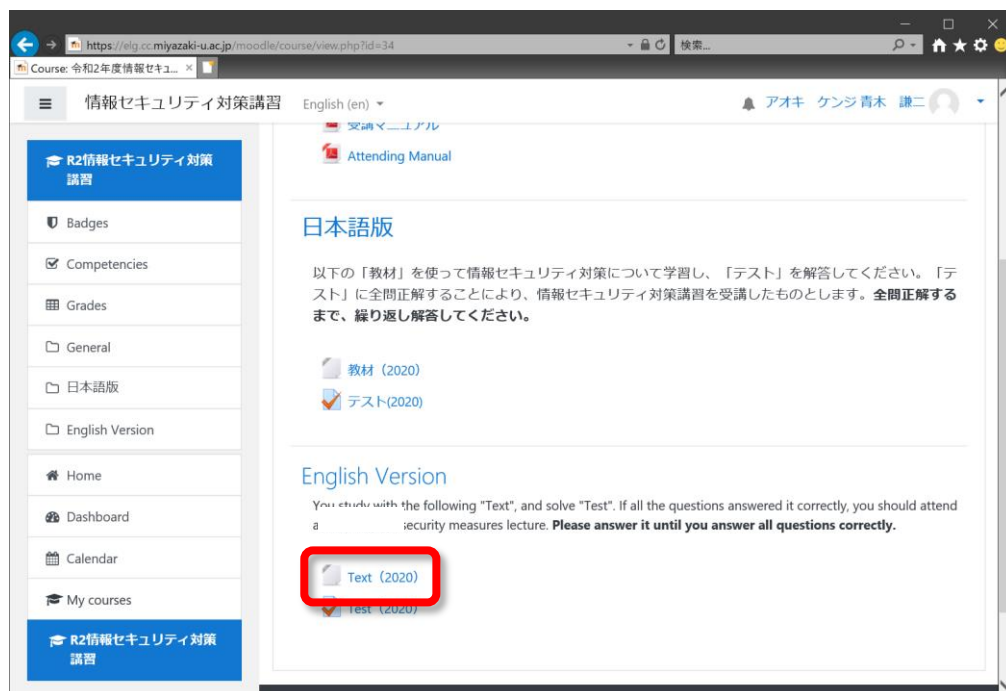 https://elg.cc.miyazaki-u.ac.jp/moodle/course/view.php?id=34
検索...
Course: 令和2年度情報セキュ...
情報セキュリティ対策講習 English (en)
アオキ ケンジ 青木 謙二
R2情報セキュリティ対策
講習
Badges
Competencies
Grades
General
日本語版
English Version
Home
Dashboard
Calendar
My courses
R2情報セキュリティ対策
講習
受講マニュアル
Attending Manual
日本語版
以下の「教材」を使って情報セキュリティ対策について学習し、「テスト」を解答してください。「テ
スト」に全問正解することにより、情報セキュリティ対策講習を受講したものとします。全問正解する
まで、繰り返し解答してください。
教材（2020）
テスト(2020)
English Version
You study with the following "Text", and solve "Test". If all the questions answered it correctly, you should attend
a security measures lecture. Please answer it until you answer all questions correctly.
Text（2020）
Test (2020)